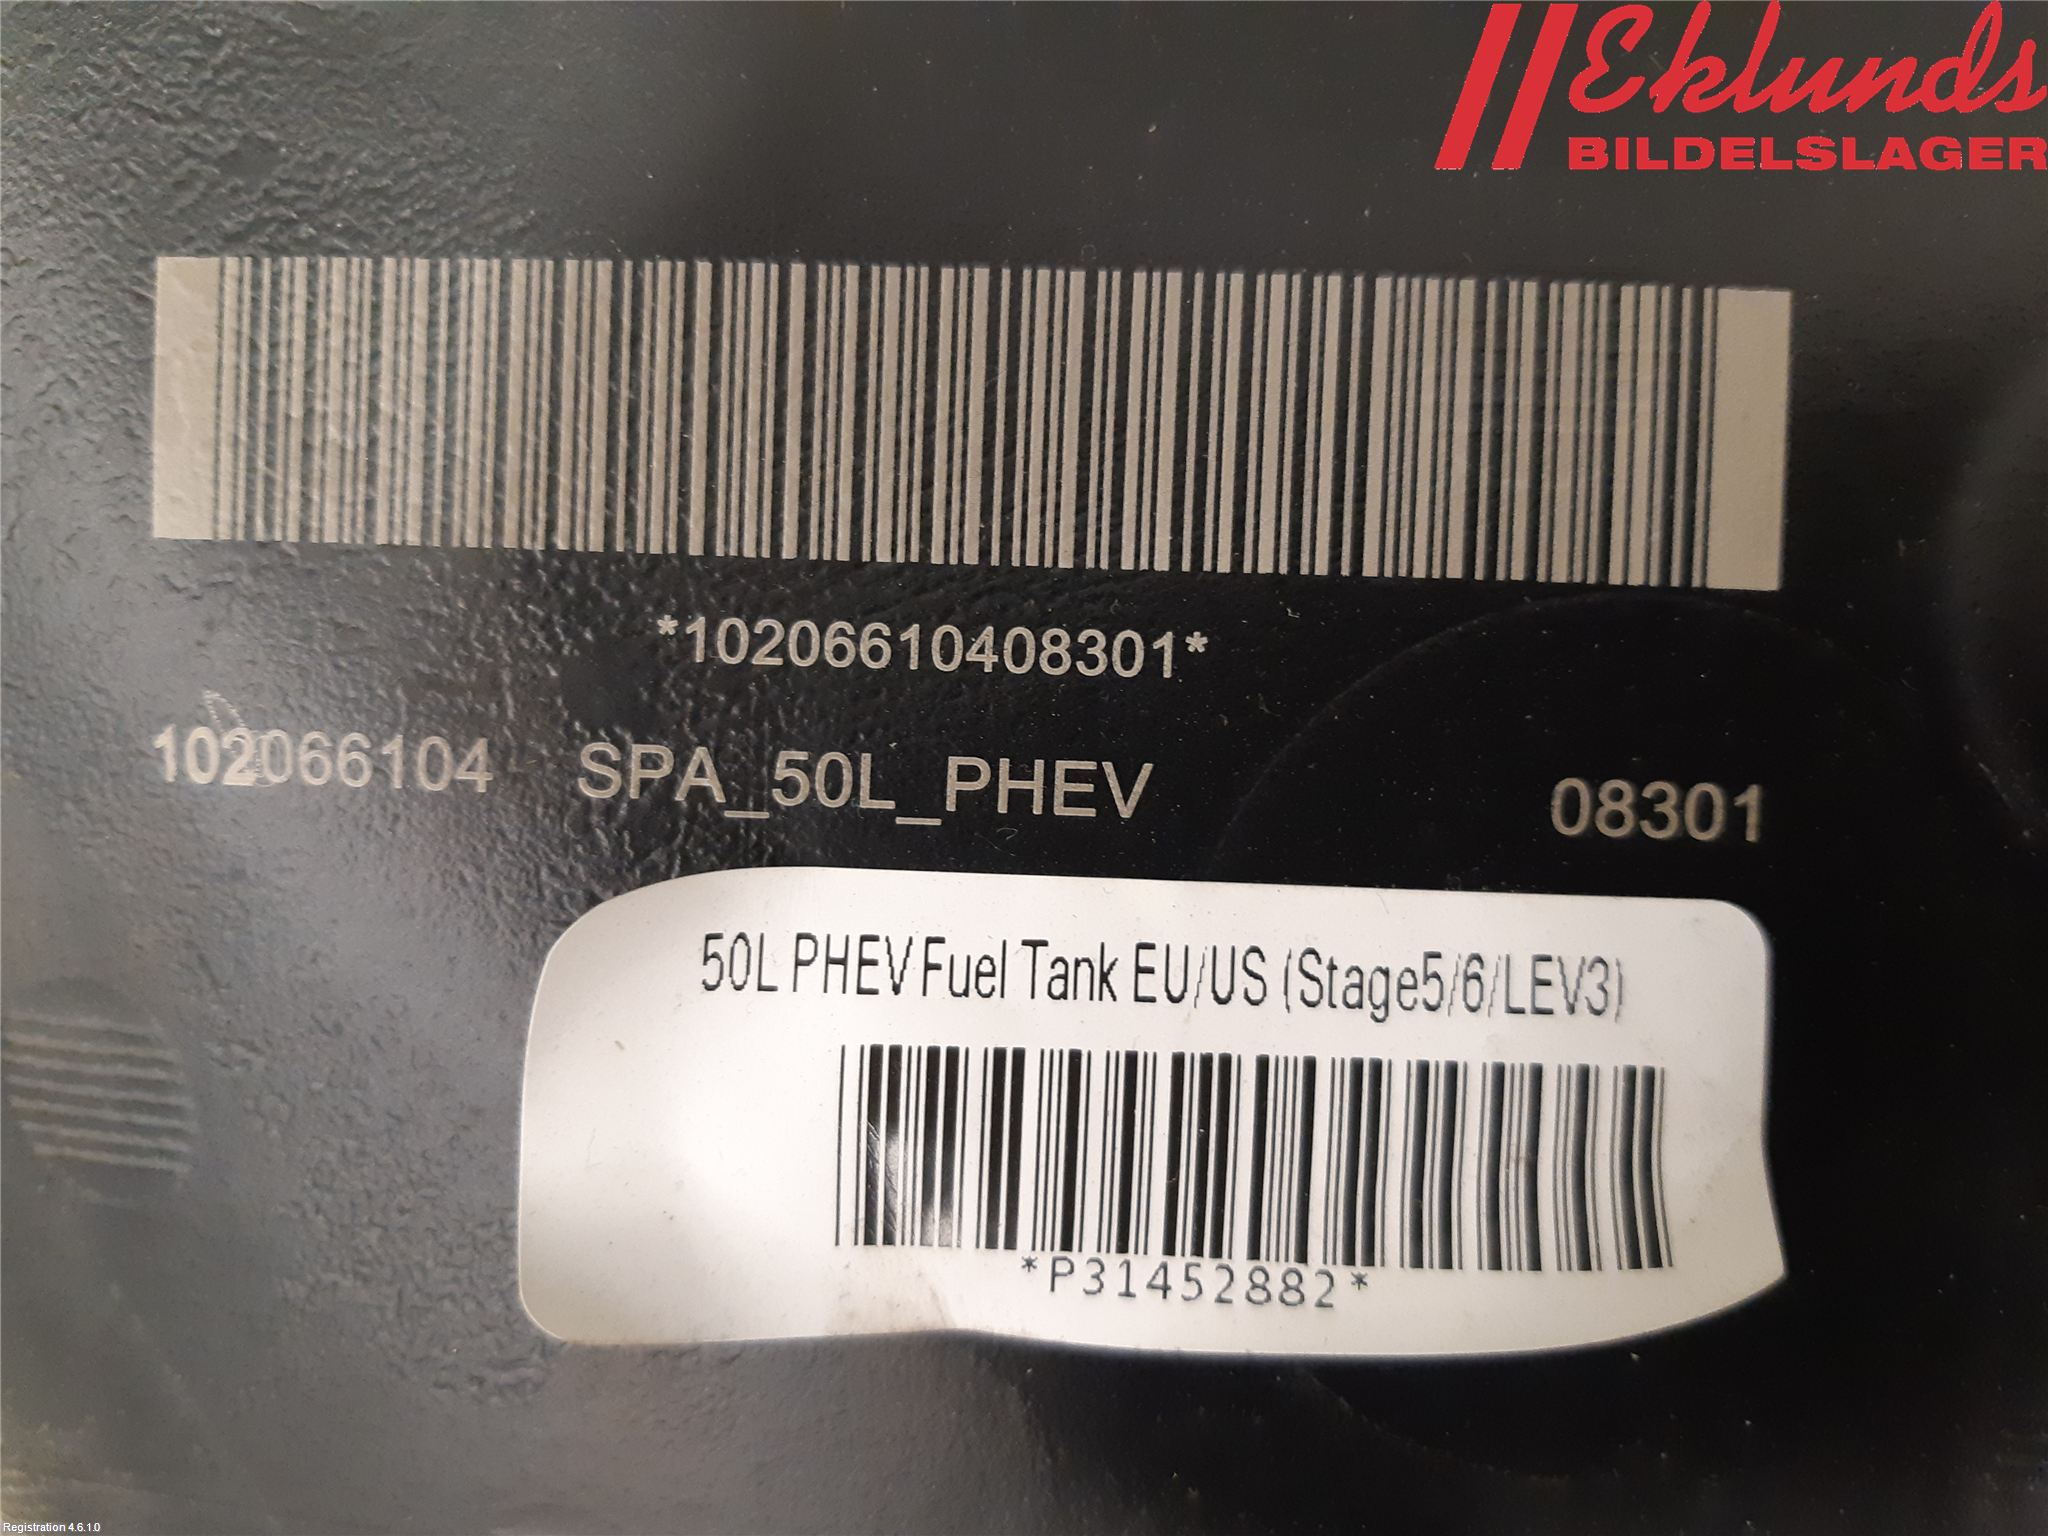 Eklunds
BILDELSLAGER
*10206610408301*
102066104 SPA_50L_PHEV 08301
50L PHEV Fuel Tank EU/US (Stage5/6/LEV3)
*P31452882*
Registration 4.6.1.0